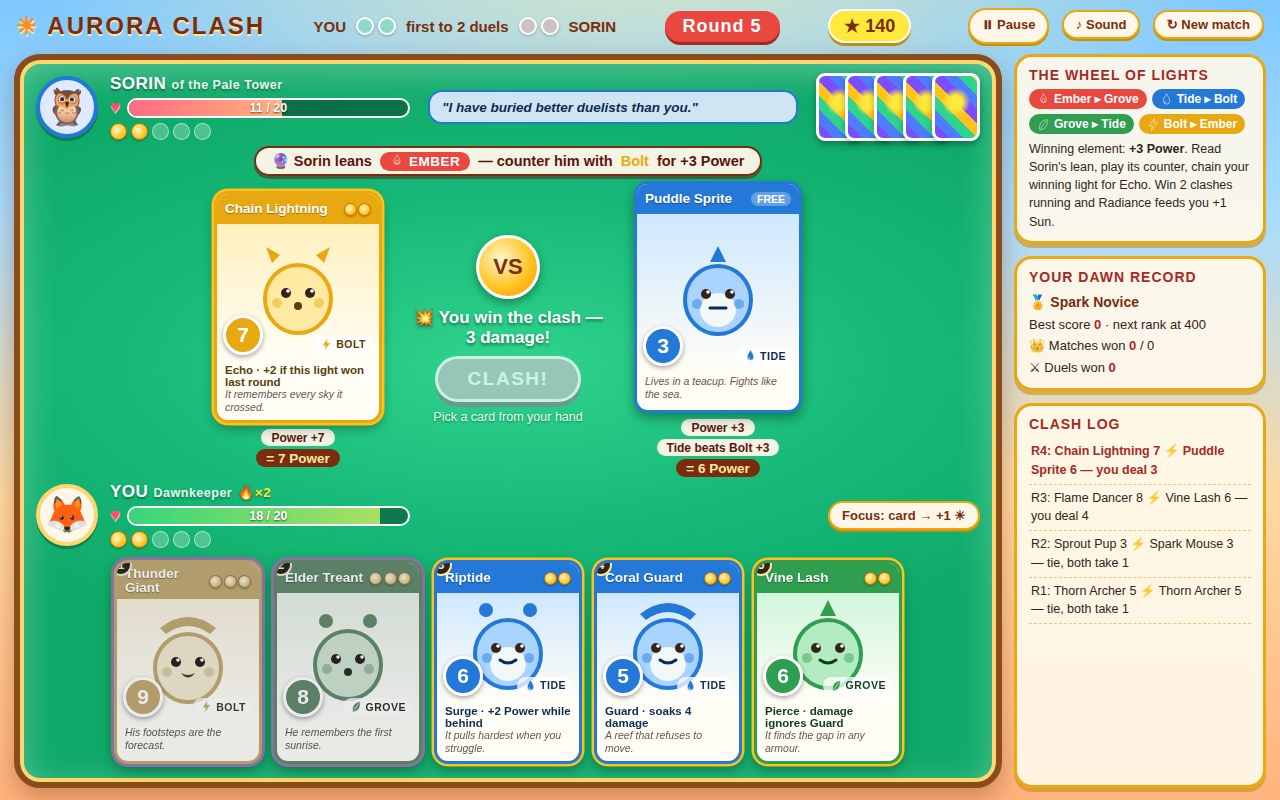 ☀ AURORA CLASH
YOU first to 2 duels SORIN
Round 5
★ 140
⏸ Pause
♪ Sound
↻ New match
SORIN of the Pale Tower
11 / 20
"I have buried better duelists than you."
🔮 Sorin leans EMBER — counter him with Bolt for +3 Power
Chain Lightning
7
BOLT
Echo · +2 if this light won
last round
It remembers every sky it
crossed.
Power +7
= 7 Power
VS
💥 You win the clash —
3 damage!
CLASH!
Pick a card from your hand
Puddle Sprite FREE
3
TIDE
Lives in a teacup. Fights like
the sea.
Power +3
Tide beats Bolt +3
= 6 Power
YOU Dawnkeeper 🔥×2
18 / 20
Focus: card → +1 ☀
Thunder
Giant
9
BOLT
His footsteps are the
forecast.
Elder Treant
8
GROVE
He remembers the first
sunrise.
Riptide
6
TIDE
Surge · +2 Power while
behind
It pulls hardest when you
struggle.
Coral Guard
5
TIDE
Guard · soaks 4
damage
A reef that refuses to
move.
Vine Lash
6
GROVE
Pierce · damage
ignores Guard
It finds the gap in any
armour.
THE WHEEL OF LIGHTS
Ember ▸ Grove
Tide ▸ Bolt
Grove ▸ Tide
Bolt ▸ Ember
Winning element: +3 Power. Read
Sorin's lean, play its counter, chain your
winning light for Echo. Win 2 clashes
running and Radiance feeds you +1
Sun.
YOUR DAWN RECORD
🏅 Spark Novice
Best score 0 · next rank at 400
👑 Matches won 0 / 0
⚔ Duels won 0
CLASH LOG
R4: Chain Lightning 7 ⚡ Puddle
Sprite 6 — you deal 3
R3: Flame Dancer 8 ⚡ Vine Lash 6 —
you deal 4
R2: Sprout Pup 3 ⚡ Spark Mouse 3
— tie, both take 1
R1: Thorn Archer 5 ⚡ Thorn Archer 5
— tie, both take 1